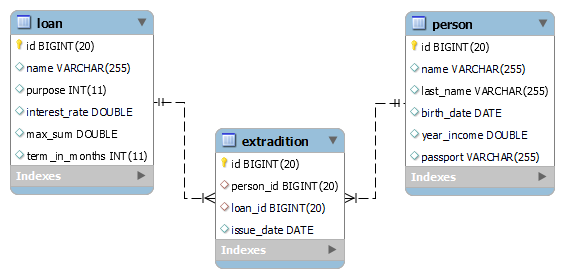 loan
id BIGINT(20)
name VARCHAR(255)
purpose INT(11)
interest_rate DOUBLE
max_sum DOUBLE
term_in_months INT(11)
Indexes
person
id BIGINT(20)
name VARCHAR(255)
last_name VARCHAR(255)
birth_date DATE
year_income DOUBLE
passport VARCHAR(255)
Indexes
extradition
id BIGINT(20)
person_id BIGINT(20)
loan_id BIGINT(20)
issue_date DATE
Indexes